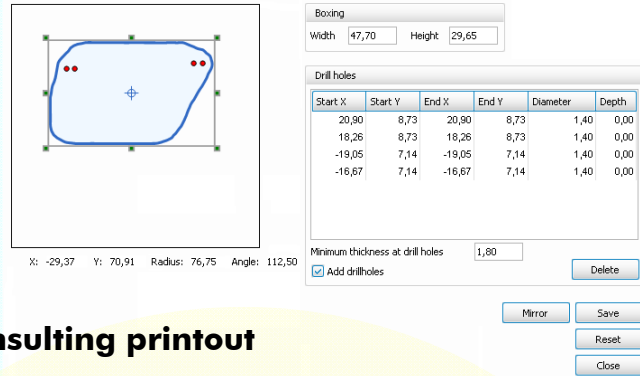 Boxing
Width 47,70 Height 29,65
Drill holes
Start X Start Y End X End Y Diameter Depth
20,90 8,73 20,90 8,73 1,40 0,00
18,26 8,73 18,26 8,73 1,40 0,00
-19,05 7,14 -19,05 7,14 1,40 0,00
-16,67 7,14 -16,67 7,14 1,40 0,00
X: -29,37 Y: 70,91 Radius: 76,75 Angle: 112,50
Minimum thickness at drill holes 1,80
Add drillholes
Delete
Mirror Save
Reset
Close
nsulting printout